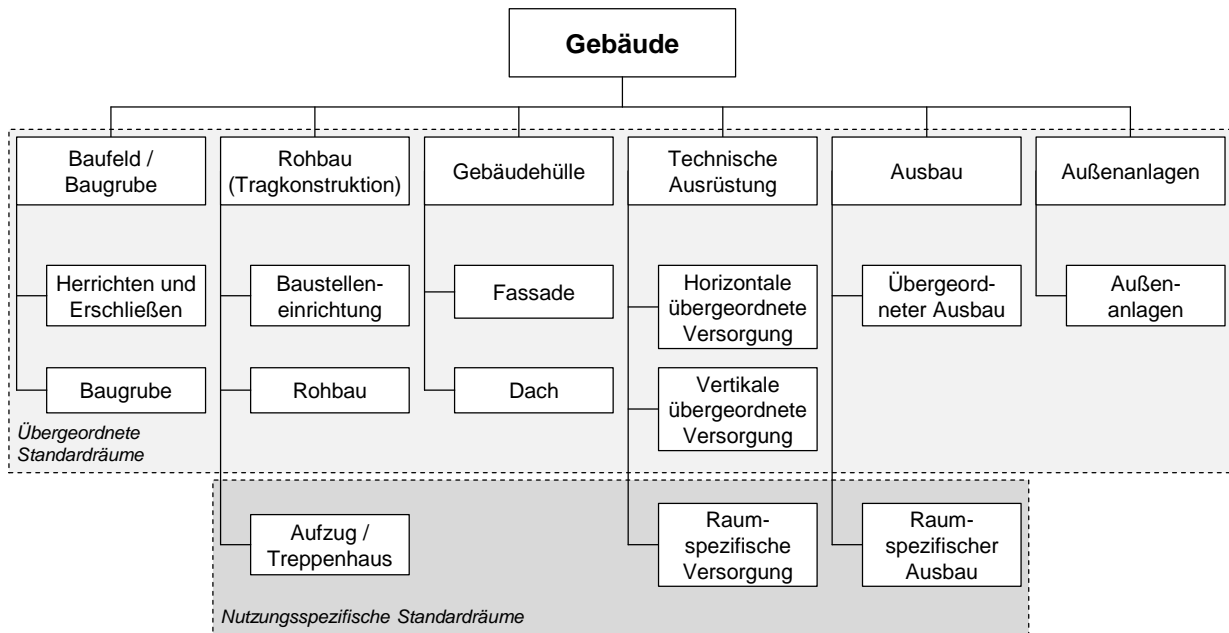 Gebäude
Baufeld /
Baugrube
Rohbau
(Tragkonstruktion)
Gebäudehülle
Technische
Ausrüstung
Ausbau
Außenanlagen
Herrichten und
Erschließen
Baustellen-
einrichtung
Fassade
Horizontale
übergeordnete
Versorgung
Übergeord-
neter Ausbau
Außen-
anlagen
Baugrube
Rohbau
Dach
Vertikale
übergeordnete
Versorgung
Übergeordnete
Standardräume
Aufzug /
Treppenhaus
Raum-
spezifische
Versorgung
Raum-
spezifischer
Ausbau
Nutzungsspezifische Standardräume